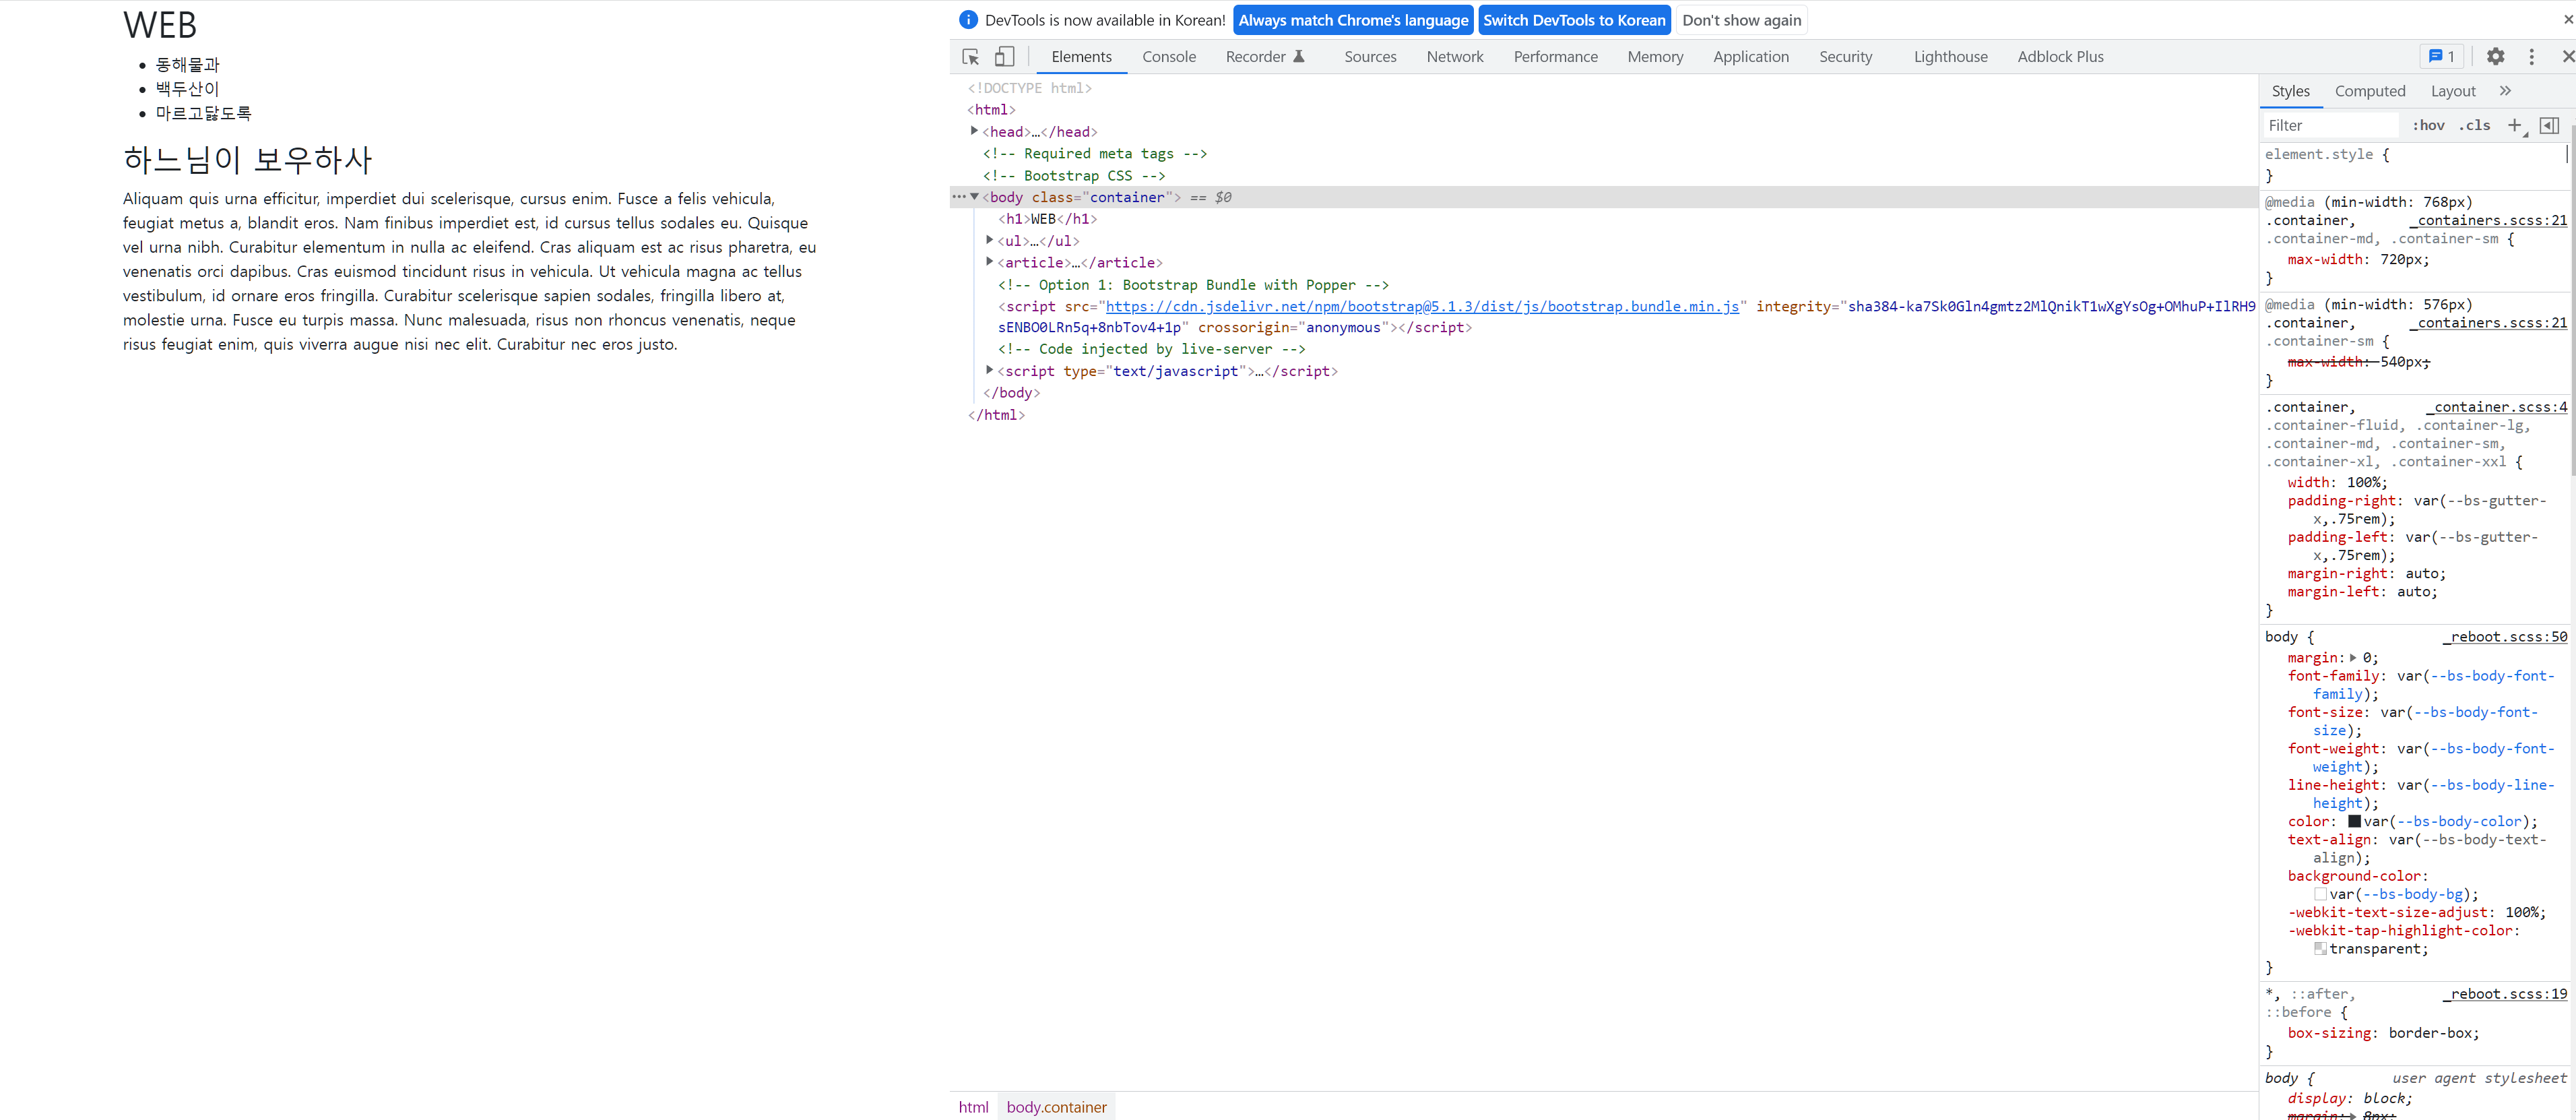 WEB
동해물과
백두산이
마르고닳도록
하느님이 보우하사
Aliquam quis urna efficitur, imperdiet dui scelerisque, cursus enim. Fusce a felis vehicula,
feugiat metus a, blandit eros. Nam finibus imperdiet est, id cursus tellus sodales eu. Quisque
vel urna nibh. Curabitur elementum in nulla ac eleifend. Cras aliquam est ac risus pharetra, eu
venenatis orci dapibus. Cras euismod tincidunt risus in vehicula. Ut vehicula magna ac tellus
vestibulum, id ornare eros fringilla. Curabitur scelerisque sapien sodales, fringilla libero at,
molestie urna. Fusce eu turpis massa. Nunc malesuada, risus non rhoncus venenatis, neque
risus feugiat enim, quis viverra augue nisi nec elit. Curabitur nec eros justo.
DevTools is now available in Korean! Always match Chrome's language Switch DevTools to Korean Don't show again
Elements Console Recorder Sources Network Performance Memory Application Security Lighthouse Adblock Plus 1
<!DOCTYPE html>
<html>
<head>…</head>
<!-- Required meta tags -->
<!-- Bootstrap CSS -->
<body class="container"> == $0
<h1>WEB</h1>
<ul>…</ul>
<article>…</article>
<!-- Option 1: Bootstrap Bundle with Popper -->
<script src="https://cdn.jsdelivr.net/npm/bootstrap@5.1.3/dist/js/bootstrap.bundle.min.js" integrity="sha384-ka7Sk0Gln4gmtz2MlQnikT1wXgYsOg+OMhuP+IlRH9
sENBO0LRn5q+8nbTov4+1p" crossorigin="anonymous"></script>
<!-- Code injected by live-server -->
<script type="text/javascript">…</script>
</body>
</html>
html body.container
Styles Computed Layout »
Filter :hov .cls +
element.style {
}
@media (min-width: 768px)
.container, _containers.scss:21
.container-md, .container-sm {
max-width: 720px;
}
@media (min-width: 576px)
.container, _containers.scss:21
.container-sm {
max-width: 540px;
}
.container, _container.scss:4
.container-fluid, .container-lg,
.container-md, .container-sm,
.container-xl, .container-xxl {
width: 100%;
padding-right: var(--bs-gutter-
x,.75rem);
padding-left: var(--bs-gutter-
x,.75rem);
margin-right: auto;
margin-left: auto;
}
body { _reboot.scss:50
margin: 0;
font-family: var(--bs-body-font-
family);
font-size: var(--bs-body-font-
size);
font-weight: var(--bs-body-font-
weight);
line-height: var(--bs-body-line-
height);
color: var(--bs-body-color);
text-align: var(--bs-body-text-
align);
background-color:
var(--bs-body-bg);
-webkit-text-size-adjust: 100%;
-webkit-tap-highlight-color:
transparent;
}
*, ::after, _reboot.scss:19
::before {
box-sizing: border-box;
}
body { user agent stylesheet
display: block;
margin: 8px;